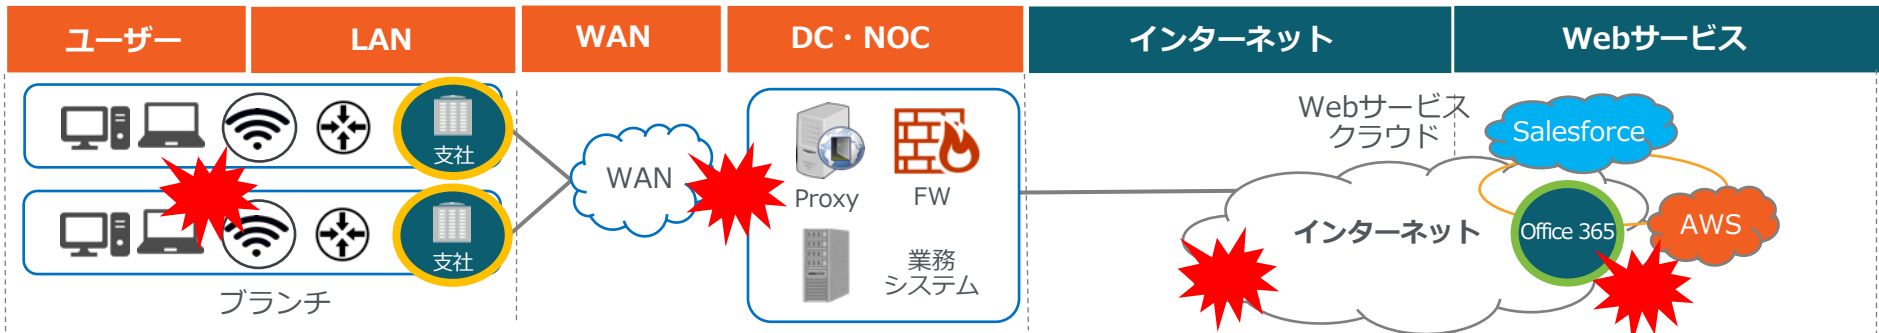 ユーザー
LAN
WAN
DC・NOC
インターネット
Webサービス
支社
支社
ブランチ
WAN
Proxy
FW
業務
システム
Webサービス
クラウド
Salesforce
インターネット
Office 365
AWS